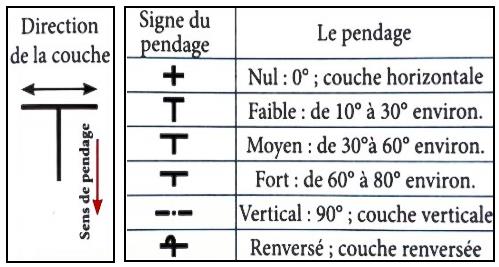 Direction
de la couche
Sens de pendage
Signe du
pendage
Le pendage
Nul : 0° ; couche horizontale
Faible : de 10° à 30° environ.
Moyen : de 30°à 60° environ.
Fort : de 60° à 80° environ.
Vertical : 90° ; couche verticale
Renversé ; couche renversée